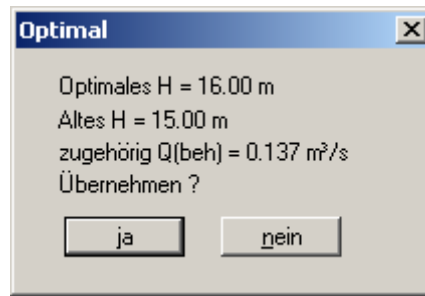 Optimal
Optimales H = 16.00 m
Altes H = 15.00 m
zugehörig Q(beh) = 0.137 m³/s
Übernehmen ?
ja nein